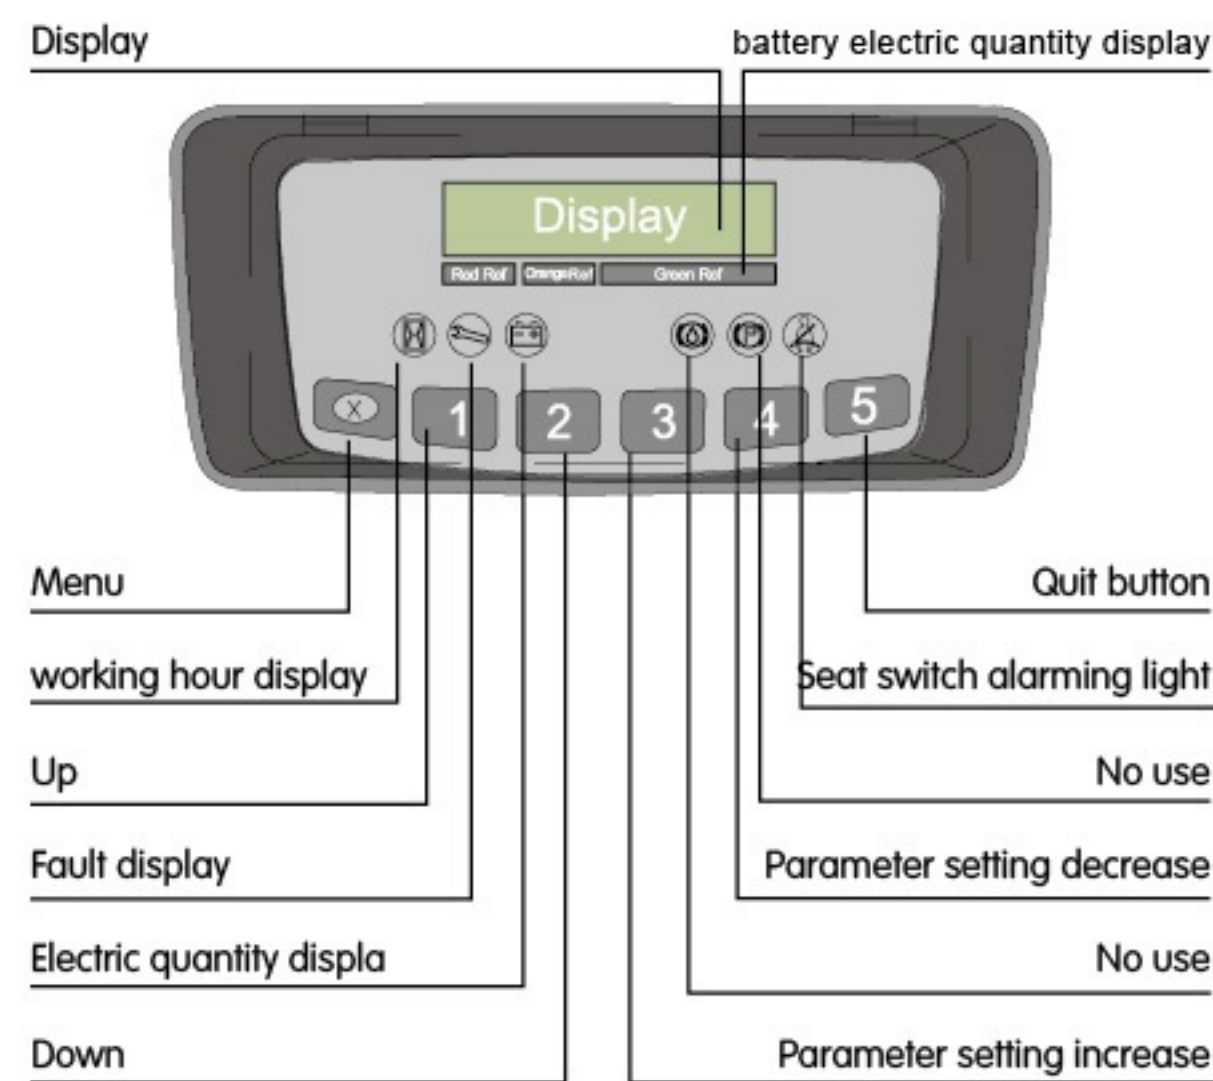 Display
battery electric quantity display
Display
Red Ref
Orange Ref
Green Ref
P
X
1
2
3
4
5
Menu
Quit button
working hour display
Seat switch alarming light
Up
No use
Fault display
Parameter setting decrease
Electric quantity displa
No use
Down
Parameter setting increase